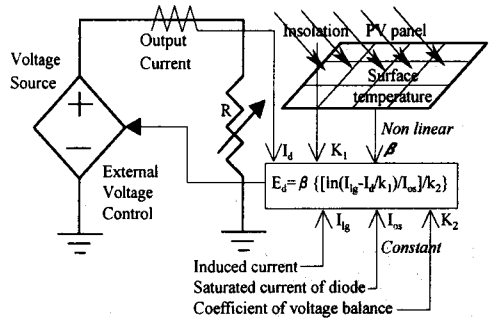 Voltage
Source
Output
Current
Insolation
PV panel
Surface
temperature
Non linear
R
I_d
K_1
β
External
Voltage
Control
E_d = β {[ln(I_lg-I_d/k_1)/I_os]/k_2}
I_lg
I_os
K_2
Constant
Induced current
Saturated current of diode
Coefficient of voltage balance